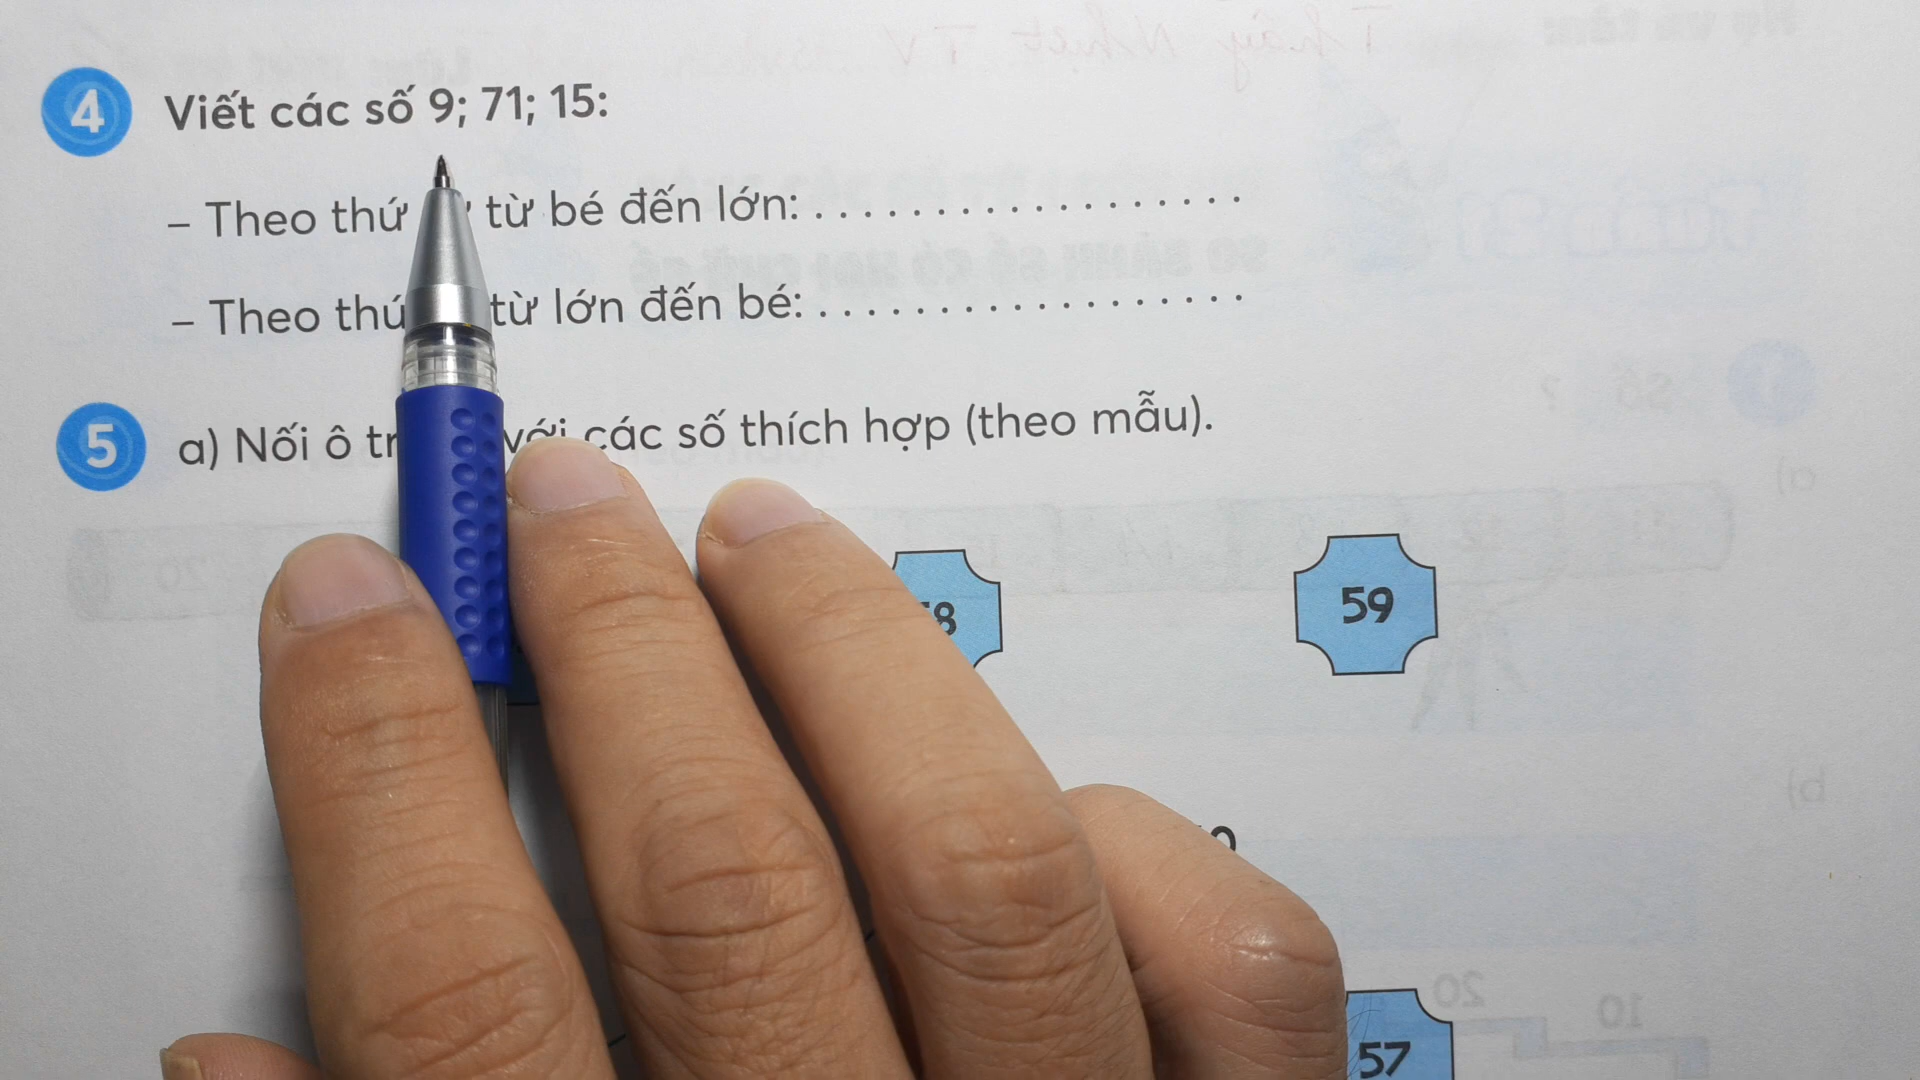 4 Viết các số 9; 71; 15:
– Theo thứ từ bé đến lớn: . . . . . . . . . . . . . . . . . . .
– Theo thứ từ lớn đến bé: . . . . . . . . . . . . . . . . . . .
5 a) Nối ô với các số thích hợp (theo mẫu).
59
57